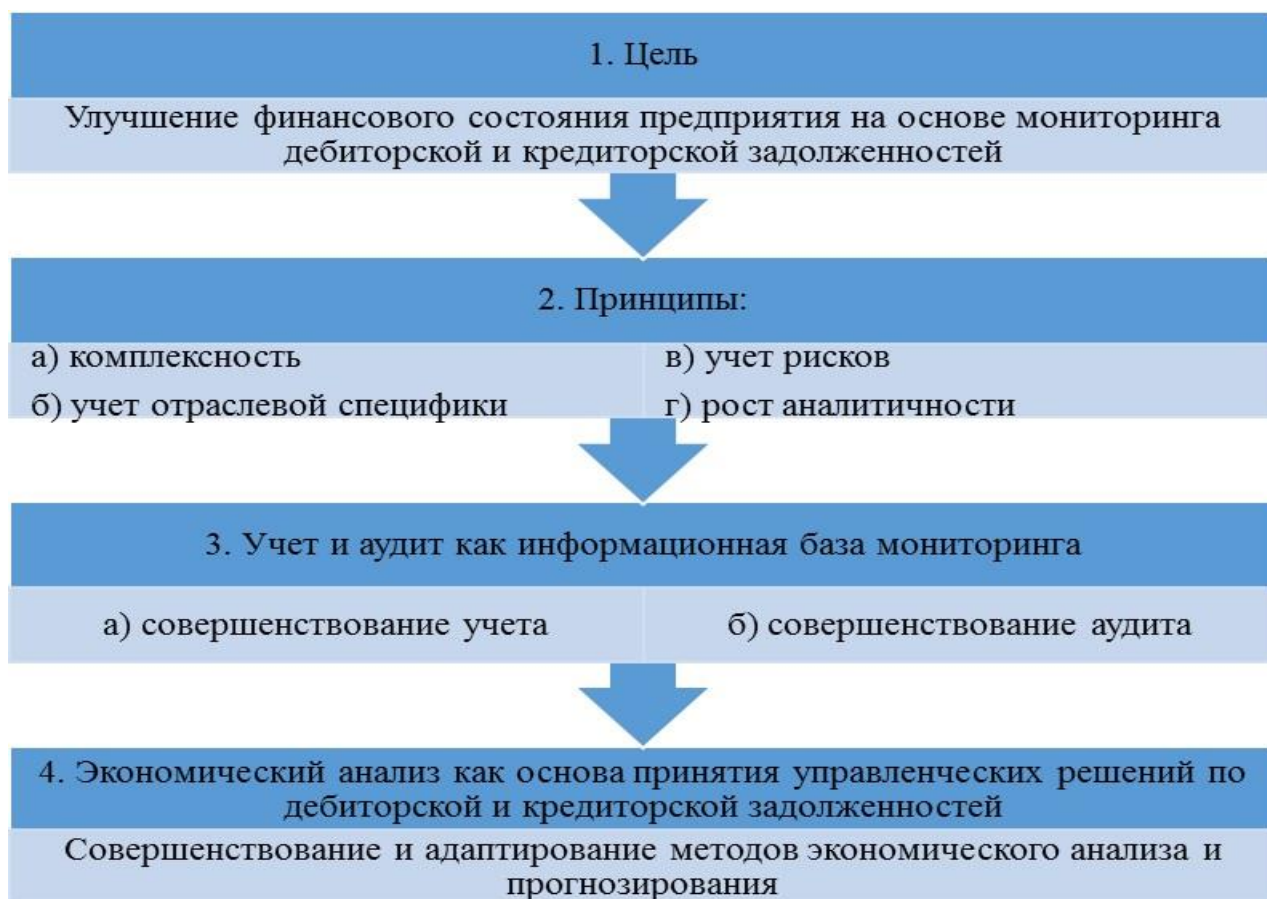 1. Цель
Улучшение финансового состояния предприятия на основе мониторинга
дебиторской и кредиторской задолженностей
2. Принципы:
а) комплексность
б) учет отраслевой специфики
в) учет рисков
г) рост аналитичности
3. Учет и аудит как информационная база мониторинга
а) совершенствование учета
б) совершенствование аудита
4. Экономический анализ как основа принятия управленческих решений по
дебиторской и кредиторской задолженностей
Совершенствование и адаптирование методов экономического анализа и
прогнозирования